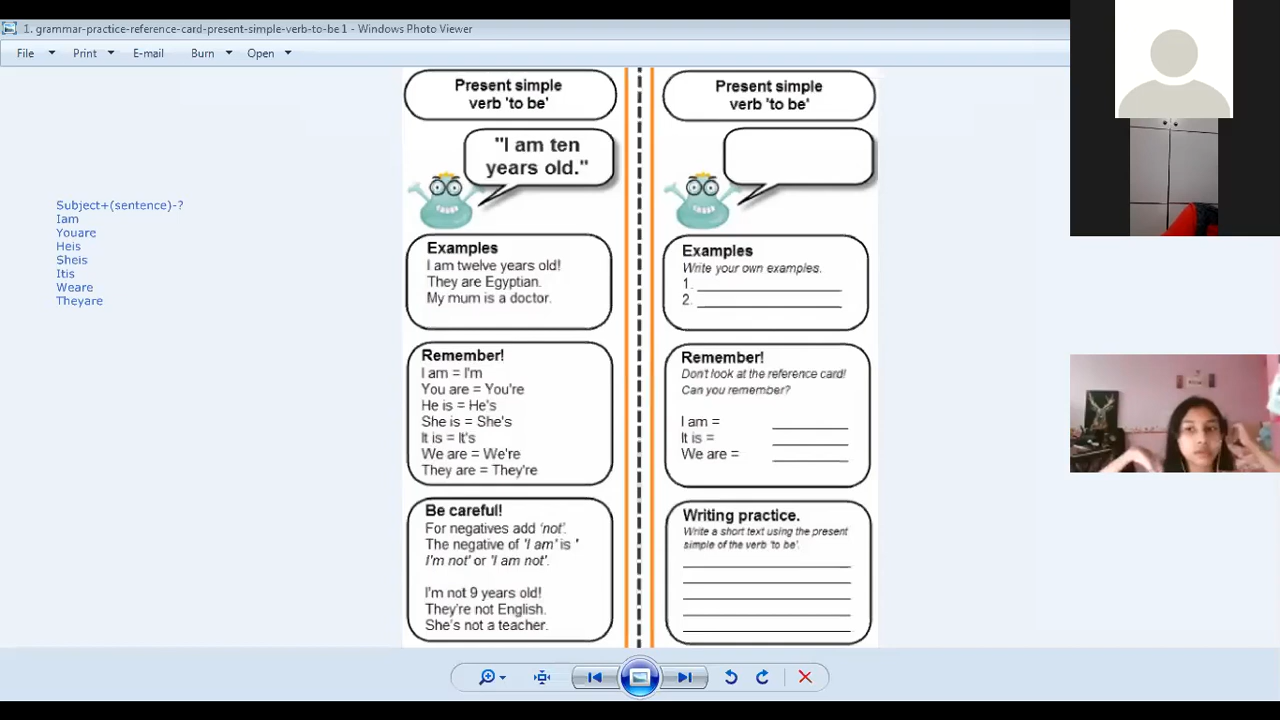 1. grammar-practice-reference-card-present-simple-verb-to-be 1 - Windows Photo Viewer
File Print E-mail Burn Open
Subject+(sentence)-?
Iam
Youare
Heis
Sheis
Itis
Weare
Theyare
Present simple
verb 'to be'
"I am ten
years old."
Examples
I am twelve years old!
They are Egyptian.
My mum is a doctor.
Remember!
I am = I'm
You are = You're
He is = He's
She is = She's
It is = It's
We are = We're
They are = They're
Be careful!
For negatives add 'not'.
The negative of 'I am' is '
I'm not' or 'I am not'.
I'm not 9 years old!
They're not English.
She's not a teacher.
Present simple
verb 'to be'
Examples
Write your own examples.
1. ____________________
2. ____________________
Remember!
Don't look at the reference card!
Can you remember?
I am = __________
It is = __________
We are = __________
Writing practice.
Write a short text using the present
simple of the verb 'to be'.